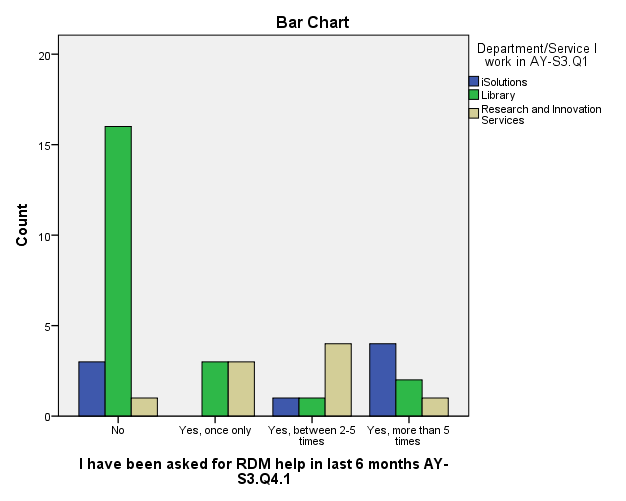 Bar Chart
Department/Service I
work in AY-S3.Q1
iSolutions
Library
Research and Innovation
Services
Count
20
15
10
5
0
No
Yes, once only
Yes, between 2-5
times
Yes, more than 5
times
I have been asked for RDM help in last 6 months AY-
S3.Q4.1